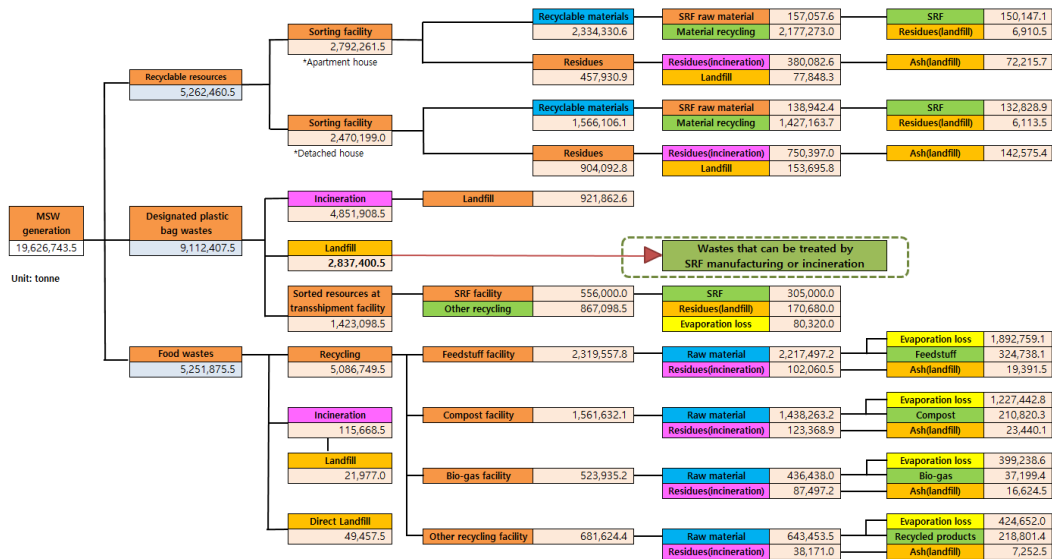 MSW generation
19,626,743.5
Unit: tonne
Recyclable resources
5,262,460.5
Sorting facility
2,792,261.5
*Apartment house
Recyclable materials
2,334,330.6
SRF raw material 157,057.6
Material recycling 2,177,273.0
SRF 150,147.1
Residues(landfill) 6,910.5
Residues
457,930.9
Residues(incineration) 380,082.6
Landfill 77,848.3
Ash(landfill) 72,215.7
Sorting facility
2,470,199.0
*Detached house
Recyclable materials
1,566,106.1
SRF raw material 138,942.4
Material recycling 1,427,163.7
SRF 132,828.9
Residues(landfill) 6,113.5
Residues
904,092.8
Residues(incineration) 750,397.0
Landfill 153,695.8
Ash(landfill) 142,575.4
Designated plastic
bag wastes
9,112,407.5
Incineration
4,851,908.5
Landfill 921,862.6
Landfill
2,837,400.5
Wastes that can be treated by
SRF manufacturing or incineration
Sorted resources at
transshipment facility
1,423,098.5
SRF facility 556,000.0
Other recycling 867,098.5
SRF 305,000.0
Residues(landfill) 170,680.0
Evaporation loss 80,320.0
Food wastes
5,251,875.5
Recycling
5,086,749.5
Feedstuff facility 2,319,557.8
Raw material 2,217,497.2
Residues(incineration) 102,060.5
Evaporation loss 1,892,759.1
Feedstuff 324,738.1
Ash(landfill) 19,391.5
Incineration
115,668.5
Landfill
21,977.0
Compost facility 1,561,632.1
Raw material 1,438,263.2
Residues(incineration) 123,368.9
Evaporation loss 1,227,442.8
Compost 210,820.3
Ash(landfill) 23,440.1
Bio-gas facility 523,935.2
Raw material 436,438.0
Residues(incineration) 87,497.2
Evaporation loss 399,238.6
Bio-gas 37,199.4
Ash(landfill) 16,624.5
Direct Landfill
49,457.5
Other recycling facility 681,624.4
Raw material 643,453.5
Residues(incineration) 38,171.0
Evaporation loss 424,652.0
Recycled products 218,801.4
Ash(landfill) 7,252.5